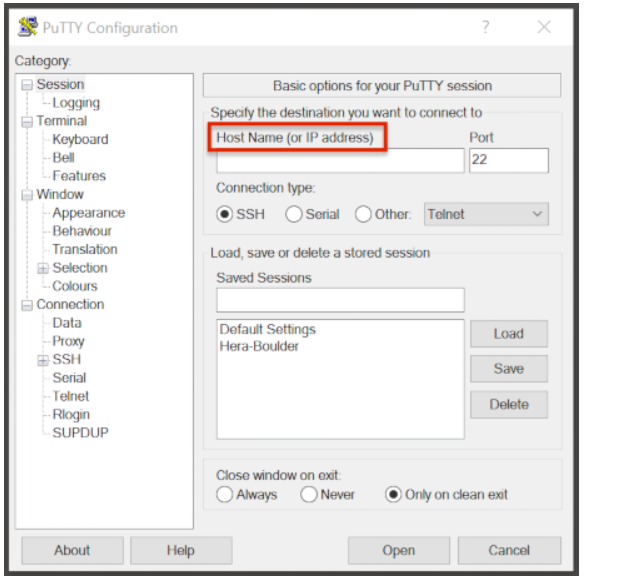 PuTTY Configuration
?
Category:
Session
Logging
Terminal
Keyboard
Bell
Features
Window
Appearance
Behaviour
Translation
Selection
Colours
Connection
Data
Proxy
SSH
Serial
Telnet
Rlogin
SUPDUP
Basic options for your PuTTY session
Specify the destination you want to connect to
Host Name (or IP address) Port
22
Connection type:
SSH Serial Other: Telnet
Load, save or delete a stored session
Saved Sessions
Default Settings
Hera-Boulder
Load
Save
Delete
Close window on exit:
Always Never Only on clean exit
About Help Open Cancel